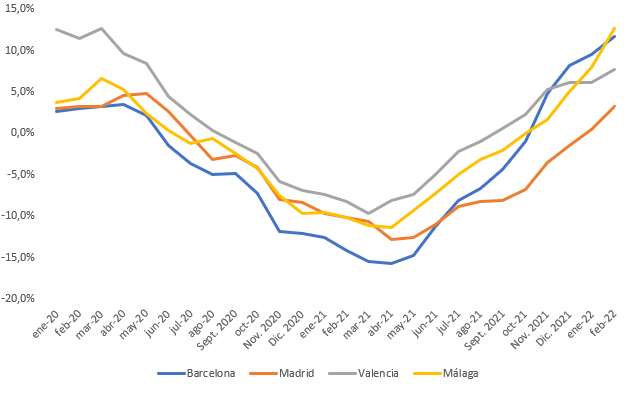 15,0%
10,0%
5,0%
0,0%
-5,0%
-10,0%
-15,0%
-20,0%
ene-20
feb-20
mar-20
abr-20
may-20
jun-20
jul-20
ago-20
Sept. 2020
oct-20
Nov. 2020
Dic. 2020
ene-21
feb-21
mar-21
abr-21
may-21
jun-21
jul-21
ago-21
Sept. 2021
oct-21
Nov. 2021
Dic. 2021
ene-22
feb-22
Barcelona Madrid Valencia Málaga